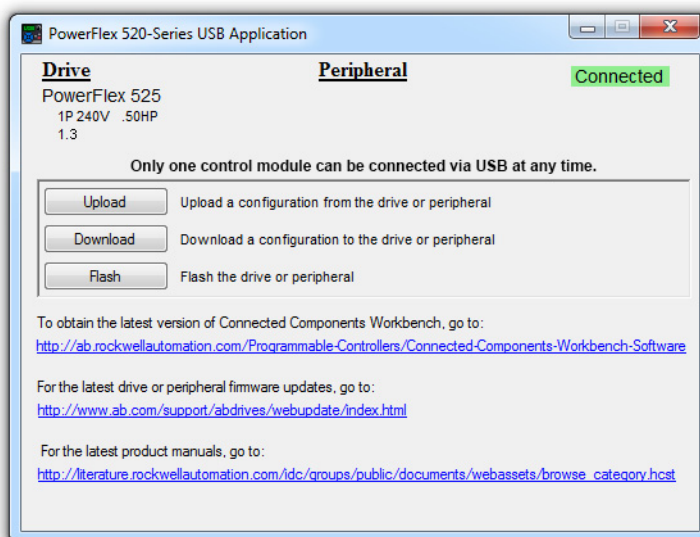 PowerFlex 520-Series USB Application
Drive Peripheral Connected
PowerFlex 525
1P 240V .50HP
1.3
Only one control module can be connected via USB at any time.
Upload Upload a configuration from the drive or peripheral
Download Download a configuration to the drive or peripheral
Flash Flash the drive or peripheral
To obtain the latest version of Connected Components Workbench, go to:
http://ab.rockwellautomation.com/Programmable-Controllers/Connected-Components-Workbench-Software
For the latest drive or peripheral firmware updates, go to:
http://www.ab.com/support/abdrives/webupdate/index.html
For the latest product manuals, go to:
http://literature.rockwellautomation.com/idc/groups/public/documents/webassets/browse_category.hcst